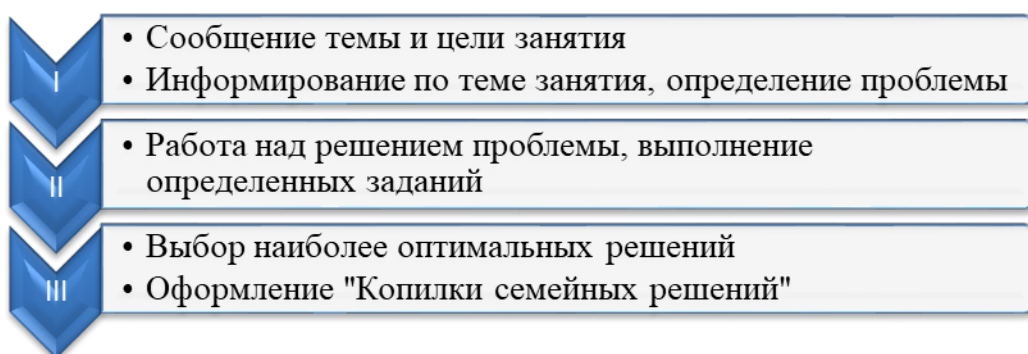 I
• Сообщение темы и цели занятия
• Информирование по теме занятия, определение проблемы
II
• Работа над решением проблемы, выполнение
определенных заданий
III
• Выбор наиболее оптимальных решений
• Оформление "Копилки семейных решений"